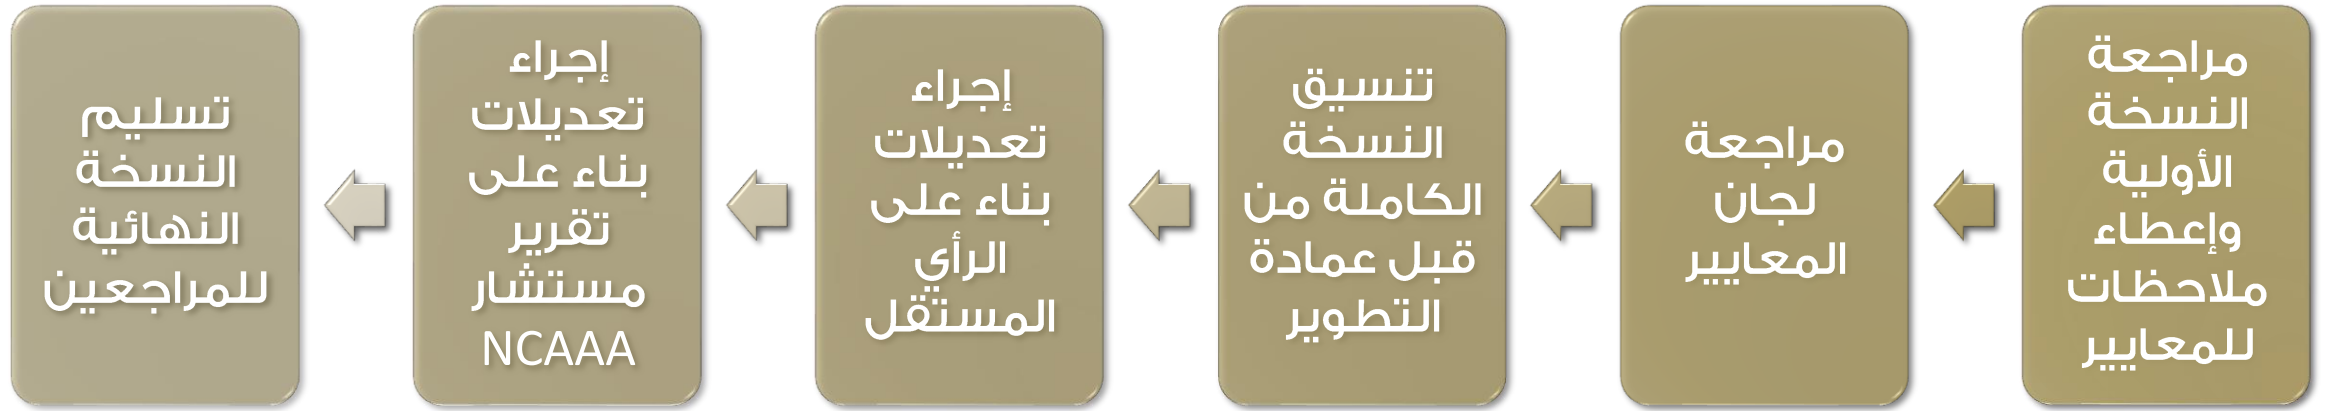 مراجعة
النسخة
الأولية
وإعطاء
ملاحظات
للمعايير
مراجعة
لجان
المعايير
تنسيق
النسخة
الكاملة من
قبل عمادة
التطوير
إجراء
تعديلات
بناء على
الرأي
المستقل
إجراء
تعديلات
بناء على
تقرير
مستشار
NCAAA
تسليم
النسخة
النهائية
للمراجعين